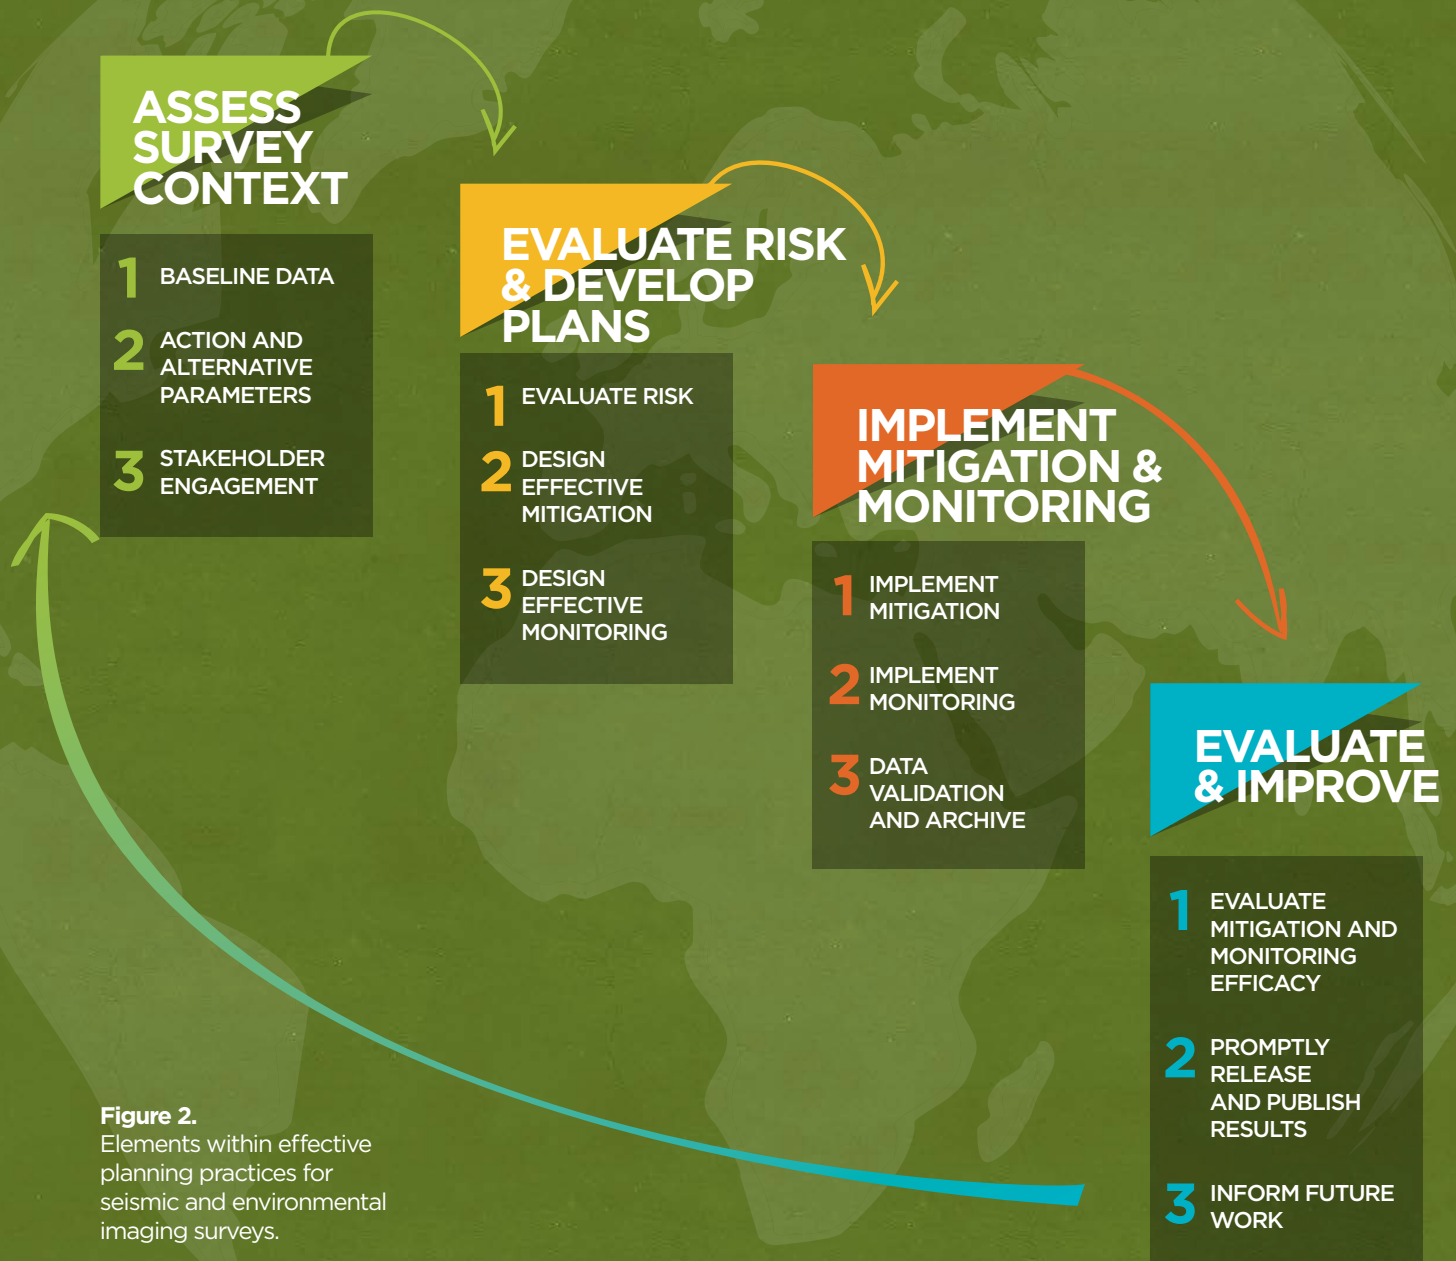 ASSESS
SURVEY
CONTEXT
1 BASELINE DATA
2 ACTION AND
ALTERNATIVE
PARAMETERS
3 STAKEHOLDER
ENGAGEMENT
EVALUATE RISK
& DEVELOP
PLANS
1 EVALUATE RISK
2 DESIGN
EFFECTIVE
MITIGATION
3 DESIGN
EFFECTIVE
MONITORING
IMPLEMENT
MITIGATION &
MONITORING
1 IMPLEMENT
MITIGATION
2 IMPLEMENT
MONITORING
3 DATA
VALIDATION
AND ARCHIVE
EVALUATE
& IMPROVE
1 EVALUATE
MITIGATION AND
MONITORING
EFFICACY
2 PROMPTLY
RELEASE
AND PUBLISH
RESULTS
3 INFORM FUTURE
WORK
Figure 2.
Elements within effective
planning practices for
seismic and environmental
imaging surveys.